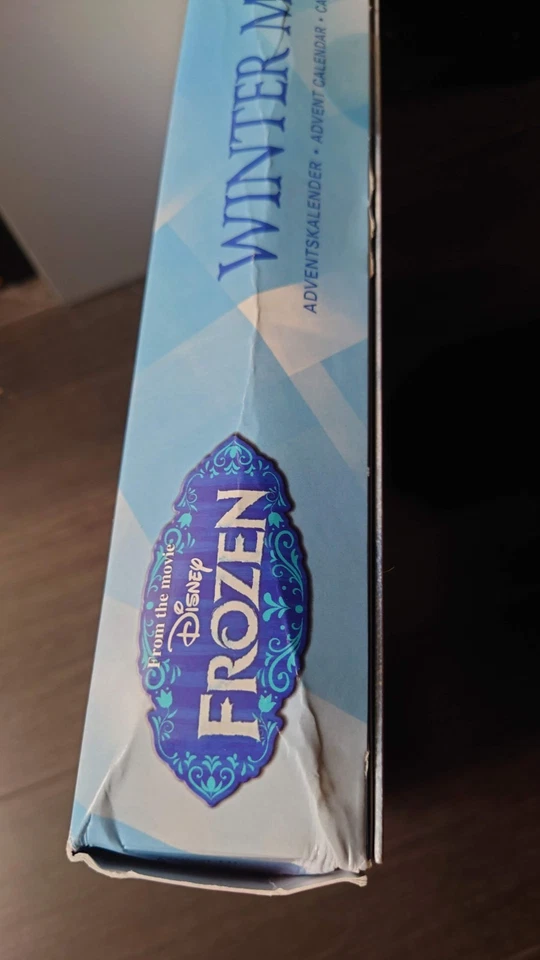 From the movie
DISNEY
FROZEN
WINTER
ADVENTSKALENDER • ADVENT CALENDAR •